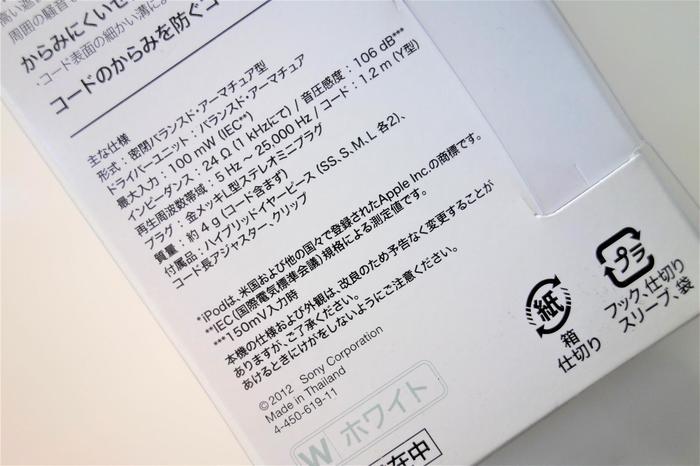 高い遮
周囲の騒音
からみにくいセ
・コード表面の細かい溝によ
コードのからみを防ぐコ
主な仕様
形式：密閉バランスド・アーマチュア型
ドライバーユニット：バランスド・アーマチュア
最大入力：100 mW (IEC**)
インピーダンス：24 Ω (1 kHzにて) / 音圧感度：106 dB***
再生周波数帯域：5 Hz～25,000 Hz / コード：1.2 m (Y型)
プラグ：金メッキL型ステレオミニプラグ
質量：約 4 g (コード含まず)
付属品：ハイブリッドイヤーピース (SS、S、M、L 各2)、
コード長アジャスター、クリップ
*iPodは、米国および他の国々で登録されたApple Inc.の商標です。
**IEC (国際電気標準会議) 規格による測定値です。
***150mV入力時
本機の仕様および外観は、改良のため予告なく変更することが
ありますが、ご了承ください。
あけるときにけがをしないようにご注意ください。
©2012 Sony Corporation
Made in Thailand
4-450-619-11
W ホワイト
在中
紙
箱
仕切り
プラ
フック、仕切り
スリーブ、袋